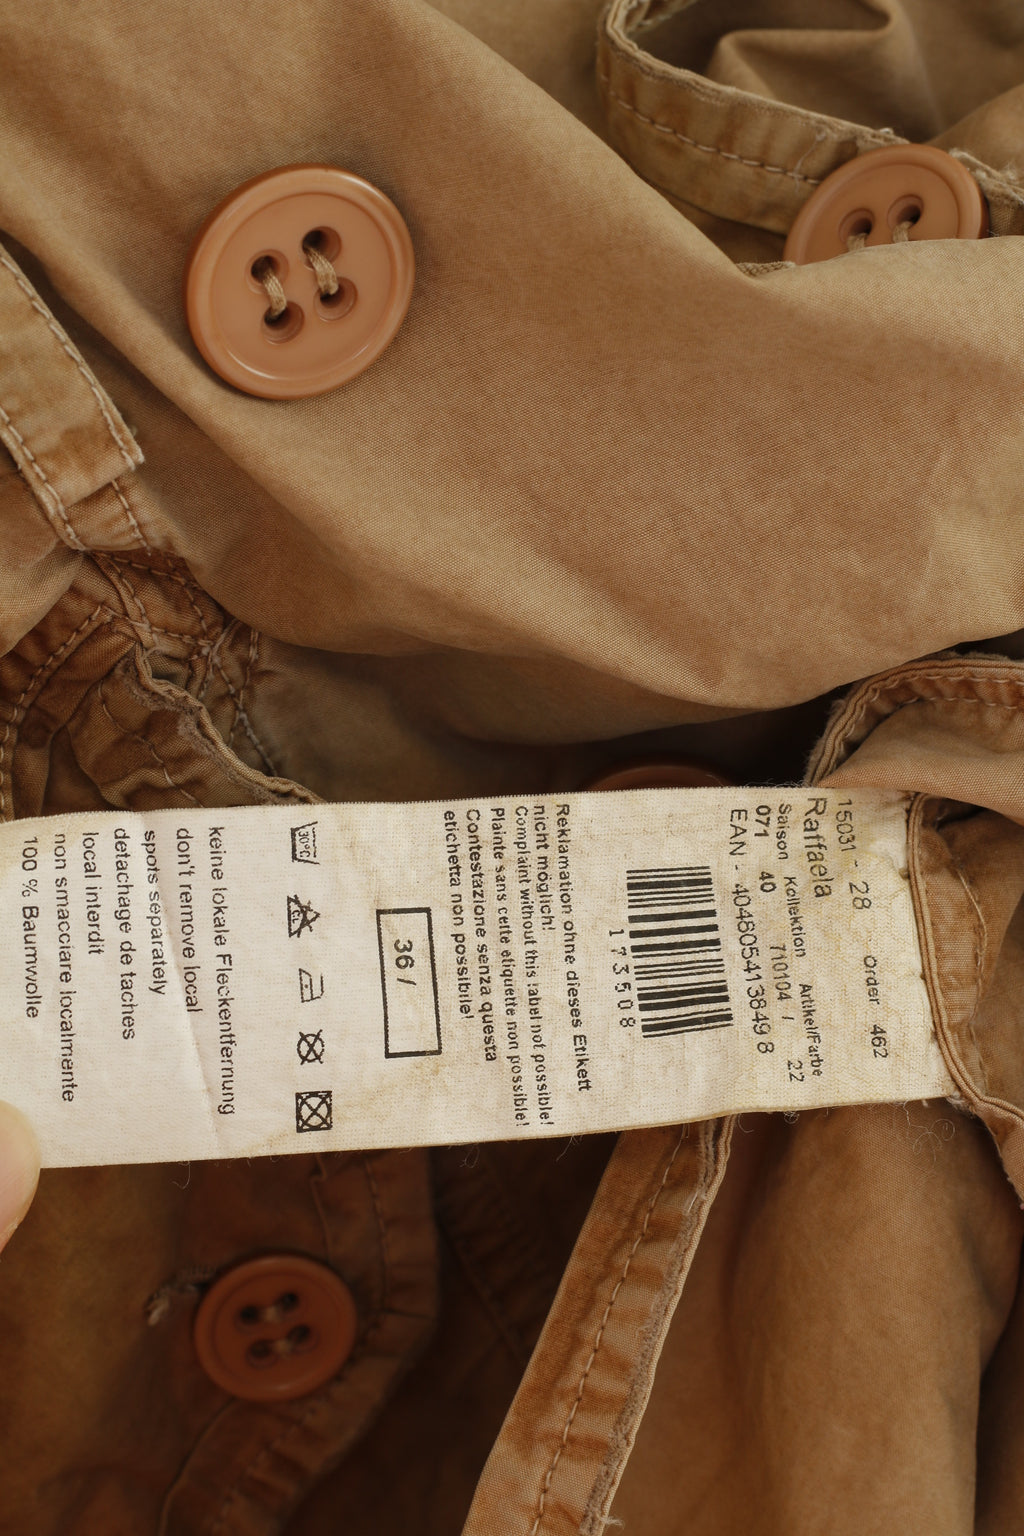 15031 - 28 Order 462
Raffaela
Saison Kollektion Artikel/Farbe
071 40 710104 / 22
EAN - 4048054138498
173508
Reklamation ohne dieses Etikett
nicht möglich!
Complaint without this label not possible!
Plainte sans cette etiquette non possible!
Contestazione senza questa
etichetta non possibile!
36 /
30°C
CL
keine lokale Fleckentfernung
don't remove local
spots separately
detachage de taches
local interdit
non smacciare localmente
100 % Baumwolle